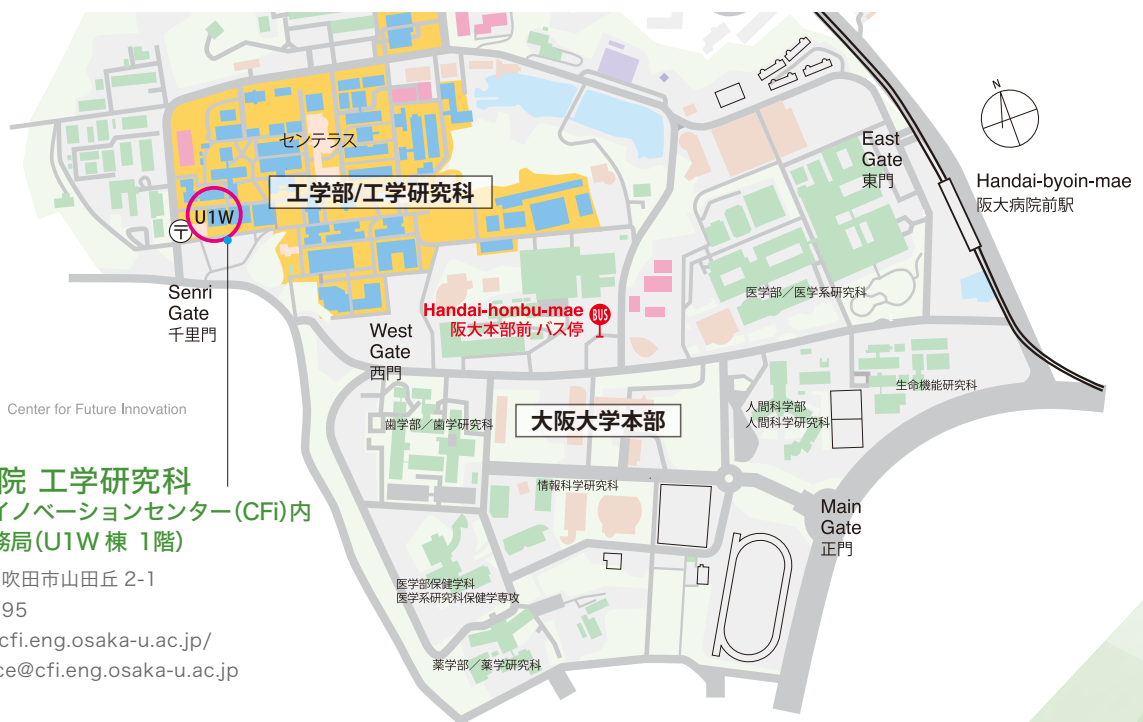 センテラス
工学部/工学研究科
U1W
〒
Senri
Gate
千里門
East
Gate
東門
N
Handai-byoin-mae
阪大病院前駅
医学部／医学系研究科
Handai-honbu-mae
阪大本部前 バス停
BUS
West
Gate
西門
生命機能研究科
人間科学部
人間科学研究科
歯学部／歯学研究科
大阪大学本部
情報科学研究科
Main
Gate
正門
医学部保健学科
医学系研究科保健学専攻
薬学部／薬学研究科
Center for Future Innovation
院 工学研究科
イノベーションセンター(CFi)内
務局(U1W 棟 1階)
吹田市山田丘 2-1
95
cfi.eng.osaka-u.ac.jp/
ce@cfi.eng.osaka-u.ac.jp